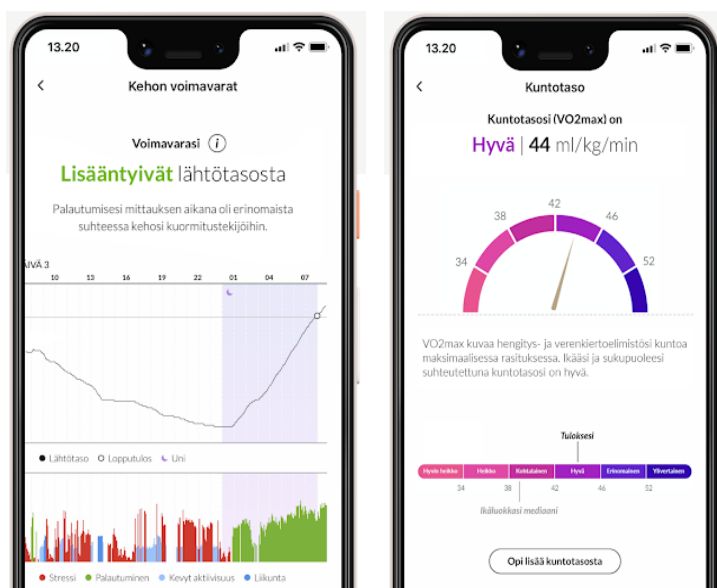 13.20
Kehon voimavarat
Voimavarasi i
Lisääntyivät lähtötasosta
Palautumisesi mittauksen aikana oli erinomaista
suhteessa kehosi kuormitustekijöihin.
ÄIVÄ 3
10 13 16 19 22 01 04 07
Lähtötaso Lopputulos Uni
Stressi Palautuminen Kevyt aktiivisuus Liikunta
13.20
Kuntotaso
Kuntotasosi (VO2max) on
Hyvä | 44 ml/kg/min
34 38 42 46 52
VO2max kuvaa hengitys- ja verenkiertoelimistösi kuntoa
maksimaalisessa rasituksessa. Ikääsi ja sukupuoleesi
suhteutettuna kuntotasosi on hyvä.
Tuloksesi
Hyvin heikko Heikko Kohtalainen Hyvä Erinomainen Ylivertainen
34 38 42 46 52
Ikäluokkasi mediaani
Opi lisää kuntotasosta